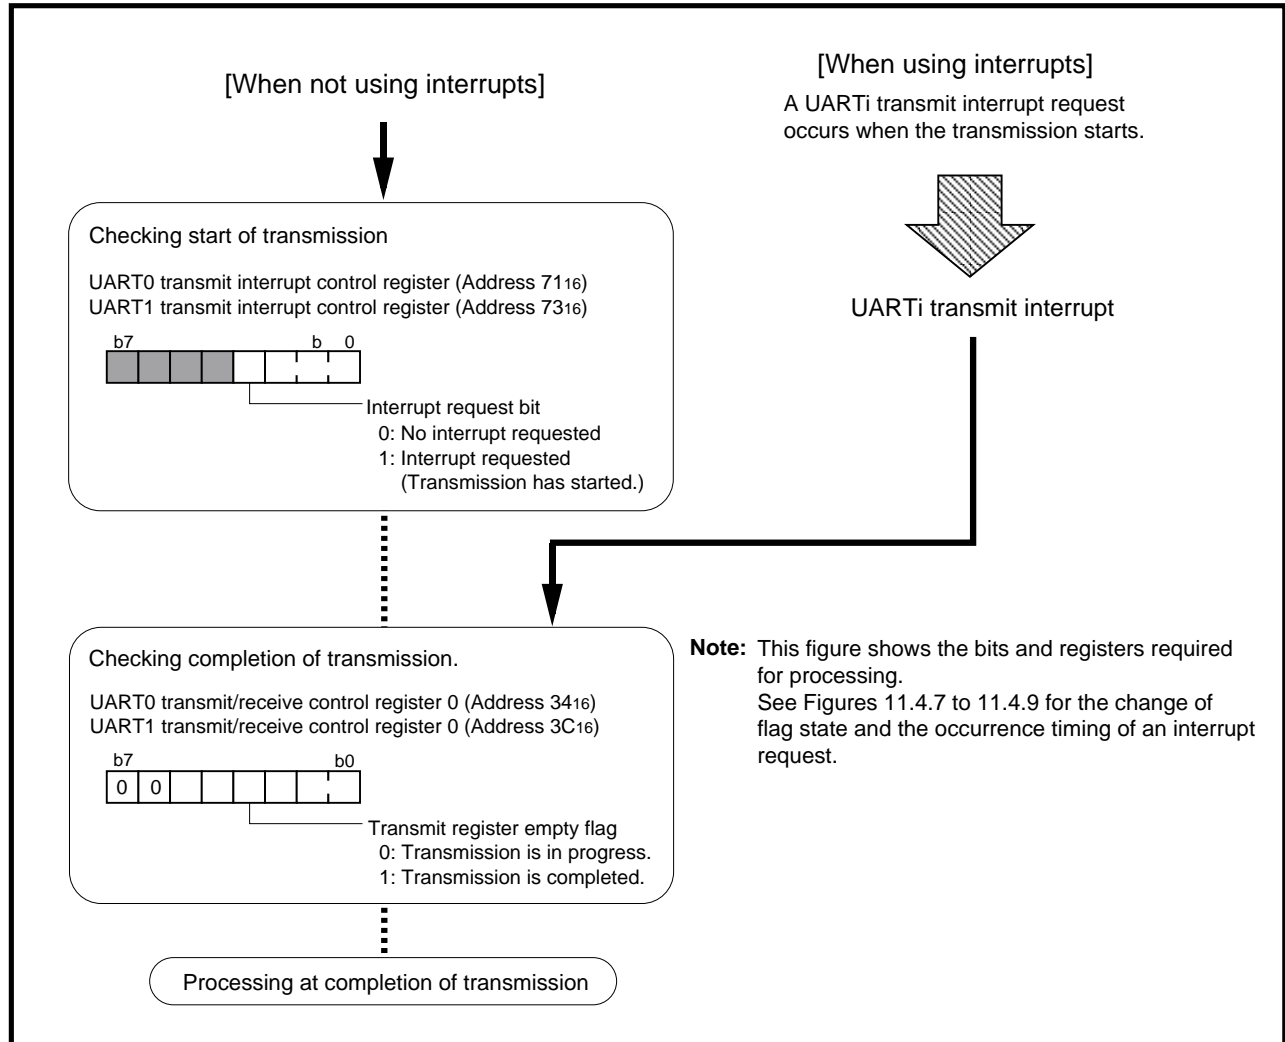 [When not using interrupts]
[When using interrupts]
A UARTi transmit interrupt request
occurs when the transmission starts.
Checking start of transmission
UART0 transmit interrupt control register (Address 7116)
UART1 transmit interrupt control register (Address 7316)
b7 b 0
Interrupt request bit
0: No interrupt requested
1: Interrupt requested
(Transmission has started.)
UARTi transmit interrupt
Checking completion of transmission.
UART0 transmit/receive control register 0 (Address 3416)
UART1 transmit/receive control register 0 (Address 3C16)
b7 b0
0 0
Transmit register empty flag
0: Transmission is in progress.
1: Transmission is completed.
Note: This figure shows the bits and registers required
for processing.
See Figures 11.4.7 to 11.4.9 for the change of
flag state and the occurrence timing of an interrupt
request.
Processing at completion of transmission